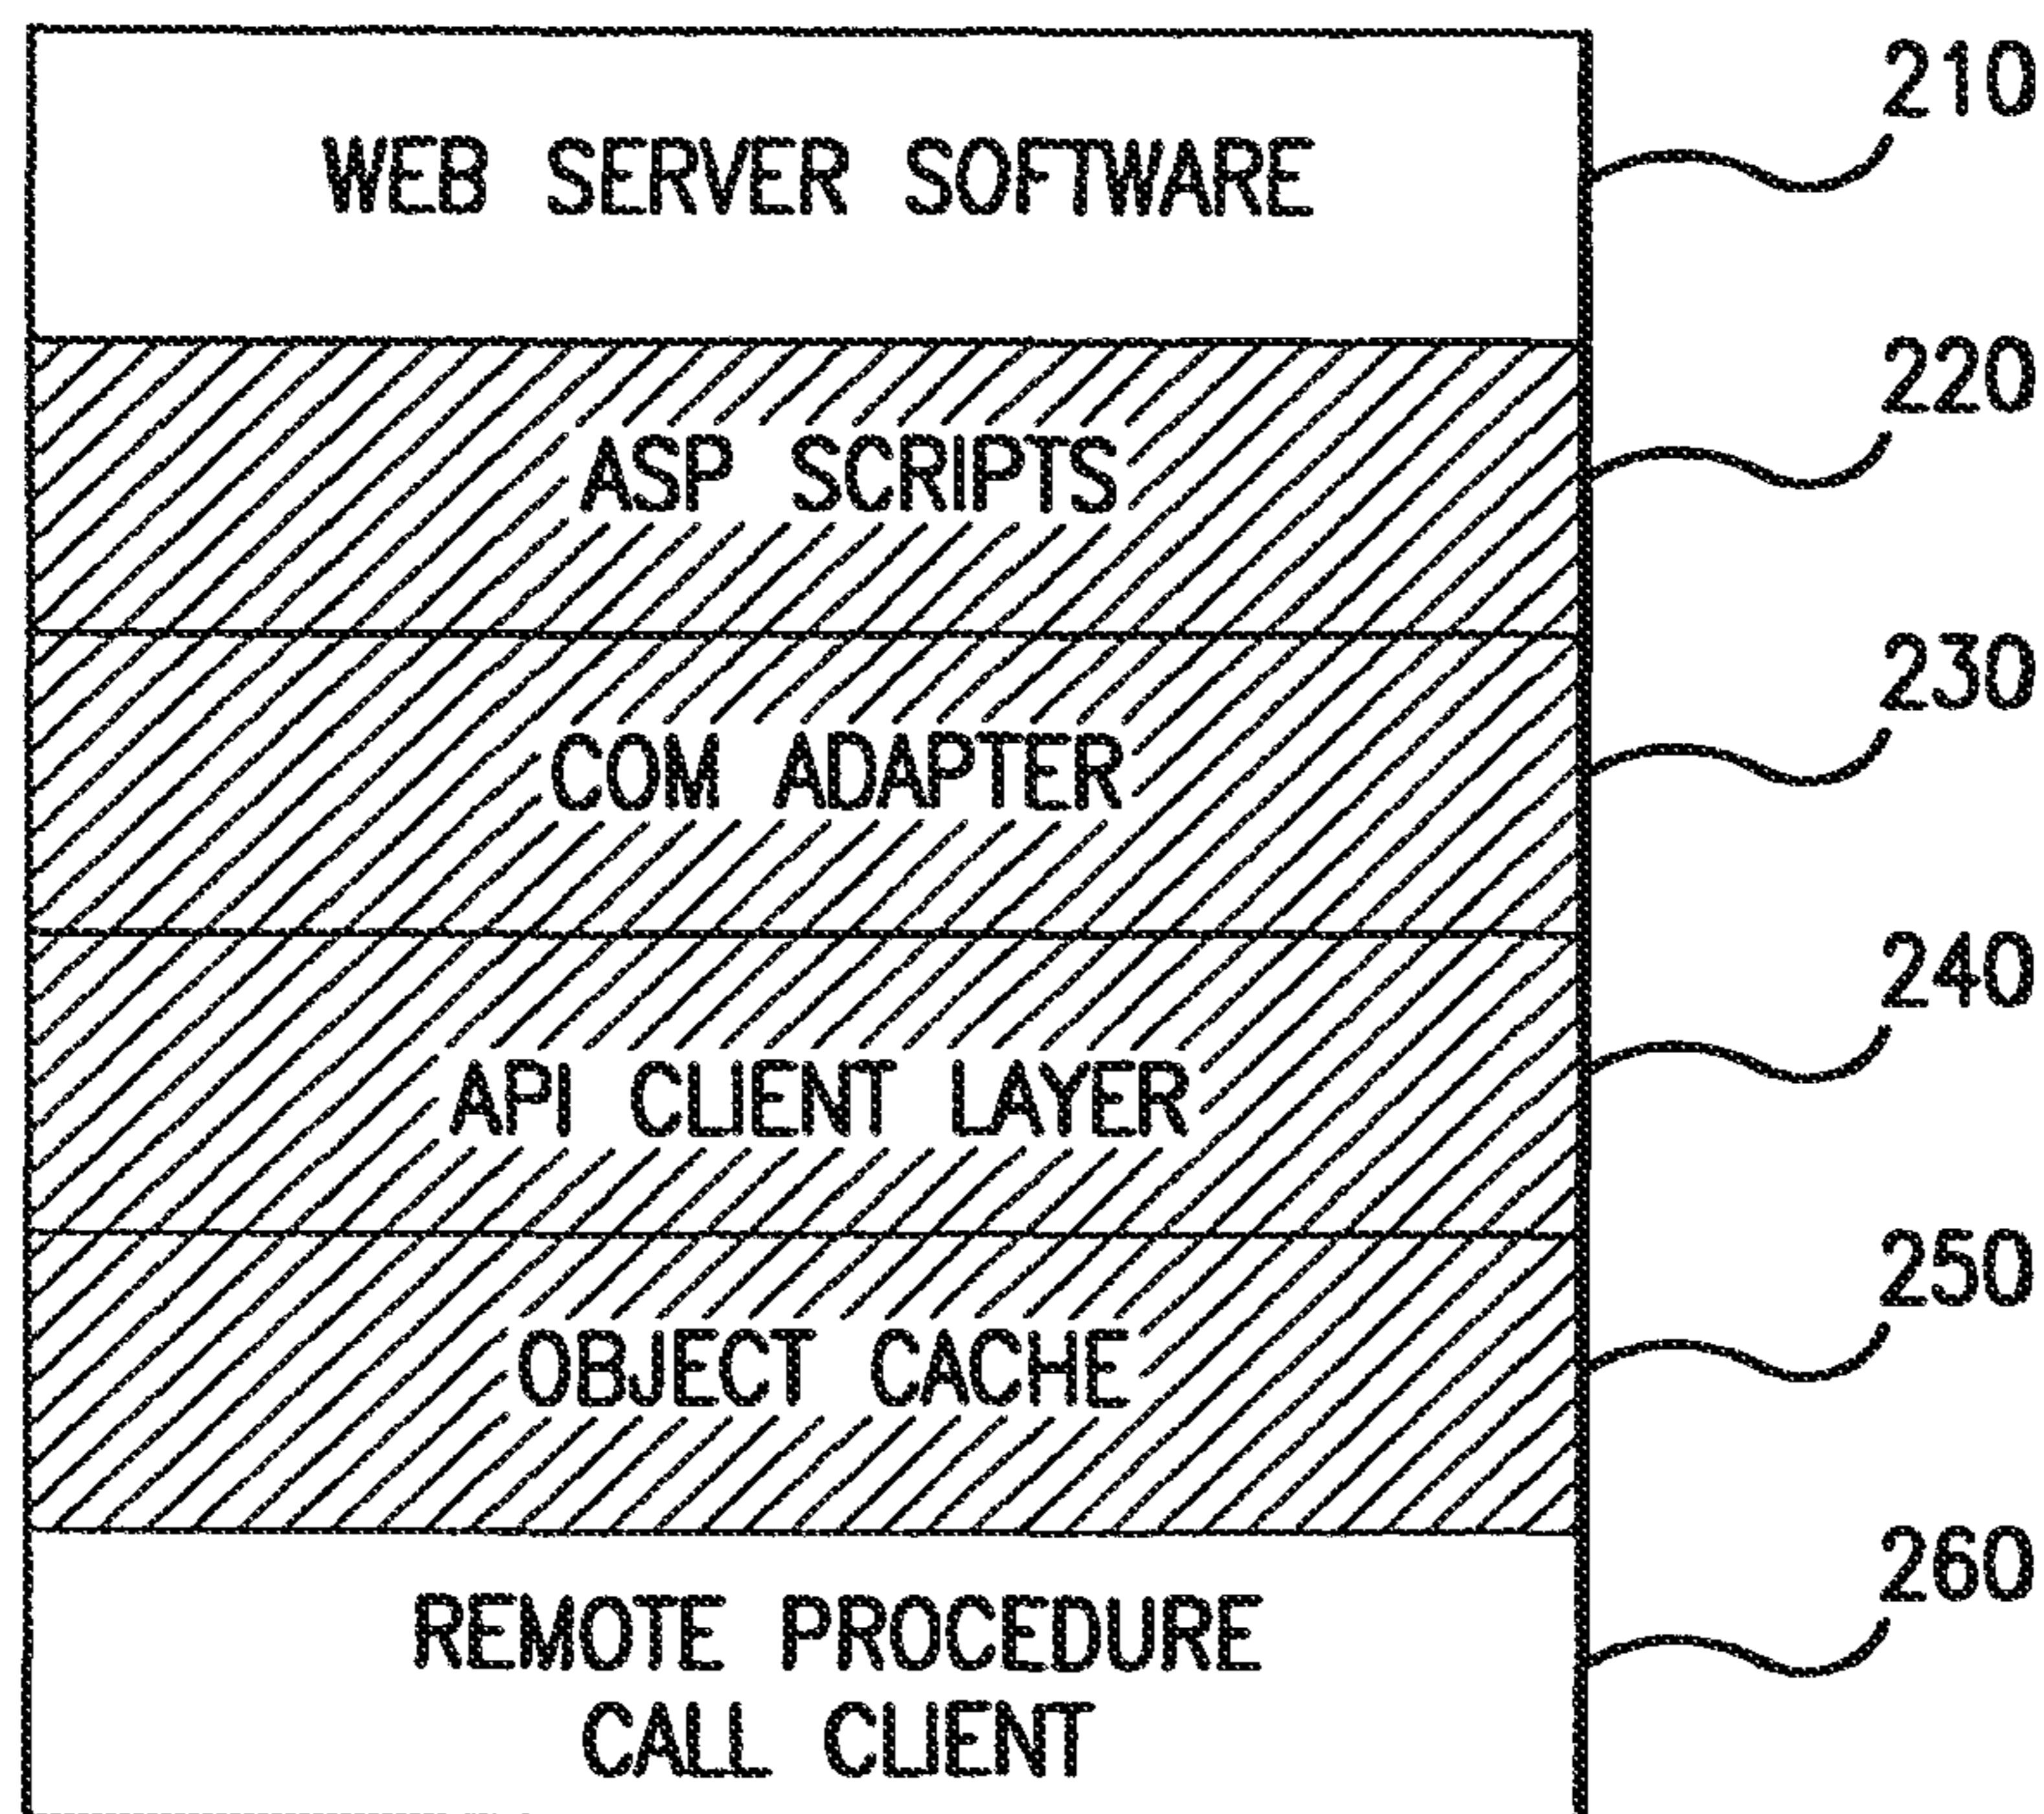 WEB SERVER SOFTWARE
210
ASP SCRIPTS
220
COM ADAPTER
230
API CLIENT LAYER
240
OBJECT CACHE
250
REMOTE PROCEDURE
CALL CLIENT
260